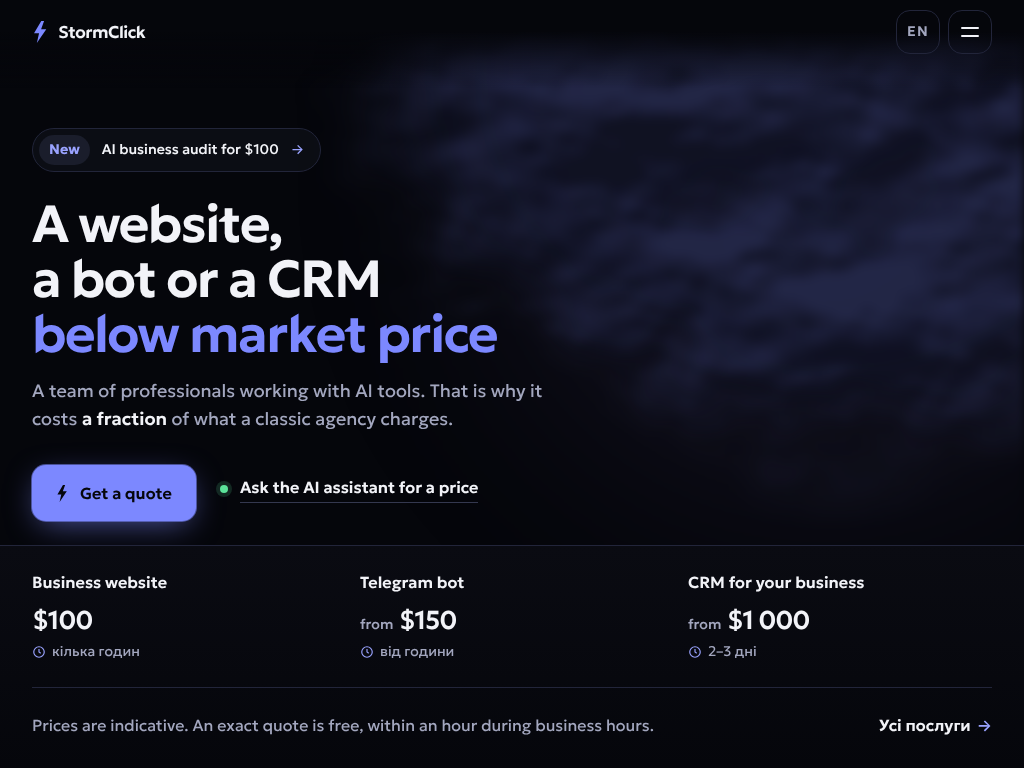 StormClick
EN
New AI business audit for $100 →
A website,
a bot or a CRM
below market price
A team of professionals working with AI tools. That is why it
costs a fraction of what a classic agency charges.
Get a quote
Ask the AI assistant for a price
Business website
$100
кілька годин
Telegram bot
from $150
від години
CRM for your business
from $1 000
2–3 дні
Prices are indicative. An exact quote is free, within an hour during business hours.
Усі послуги →